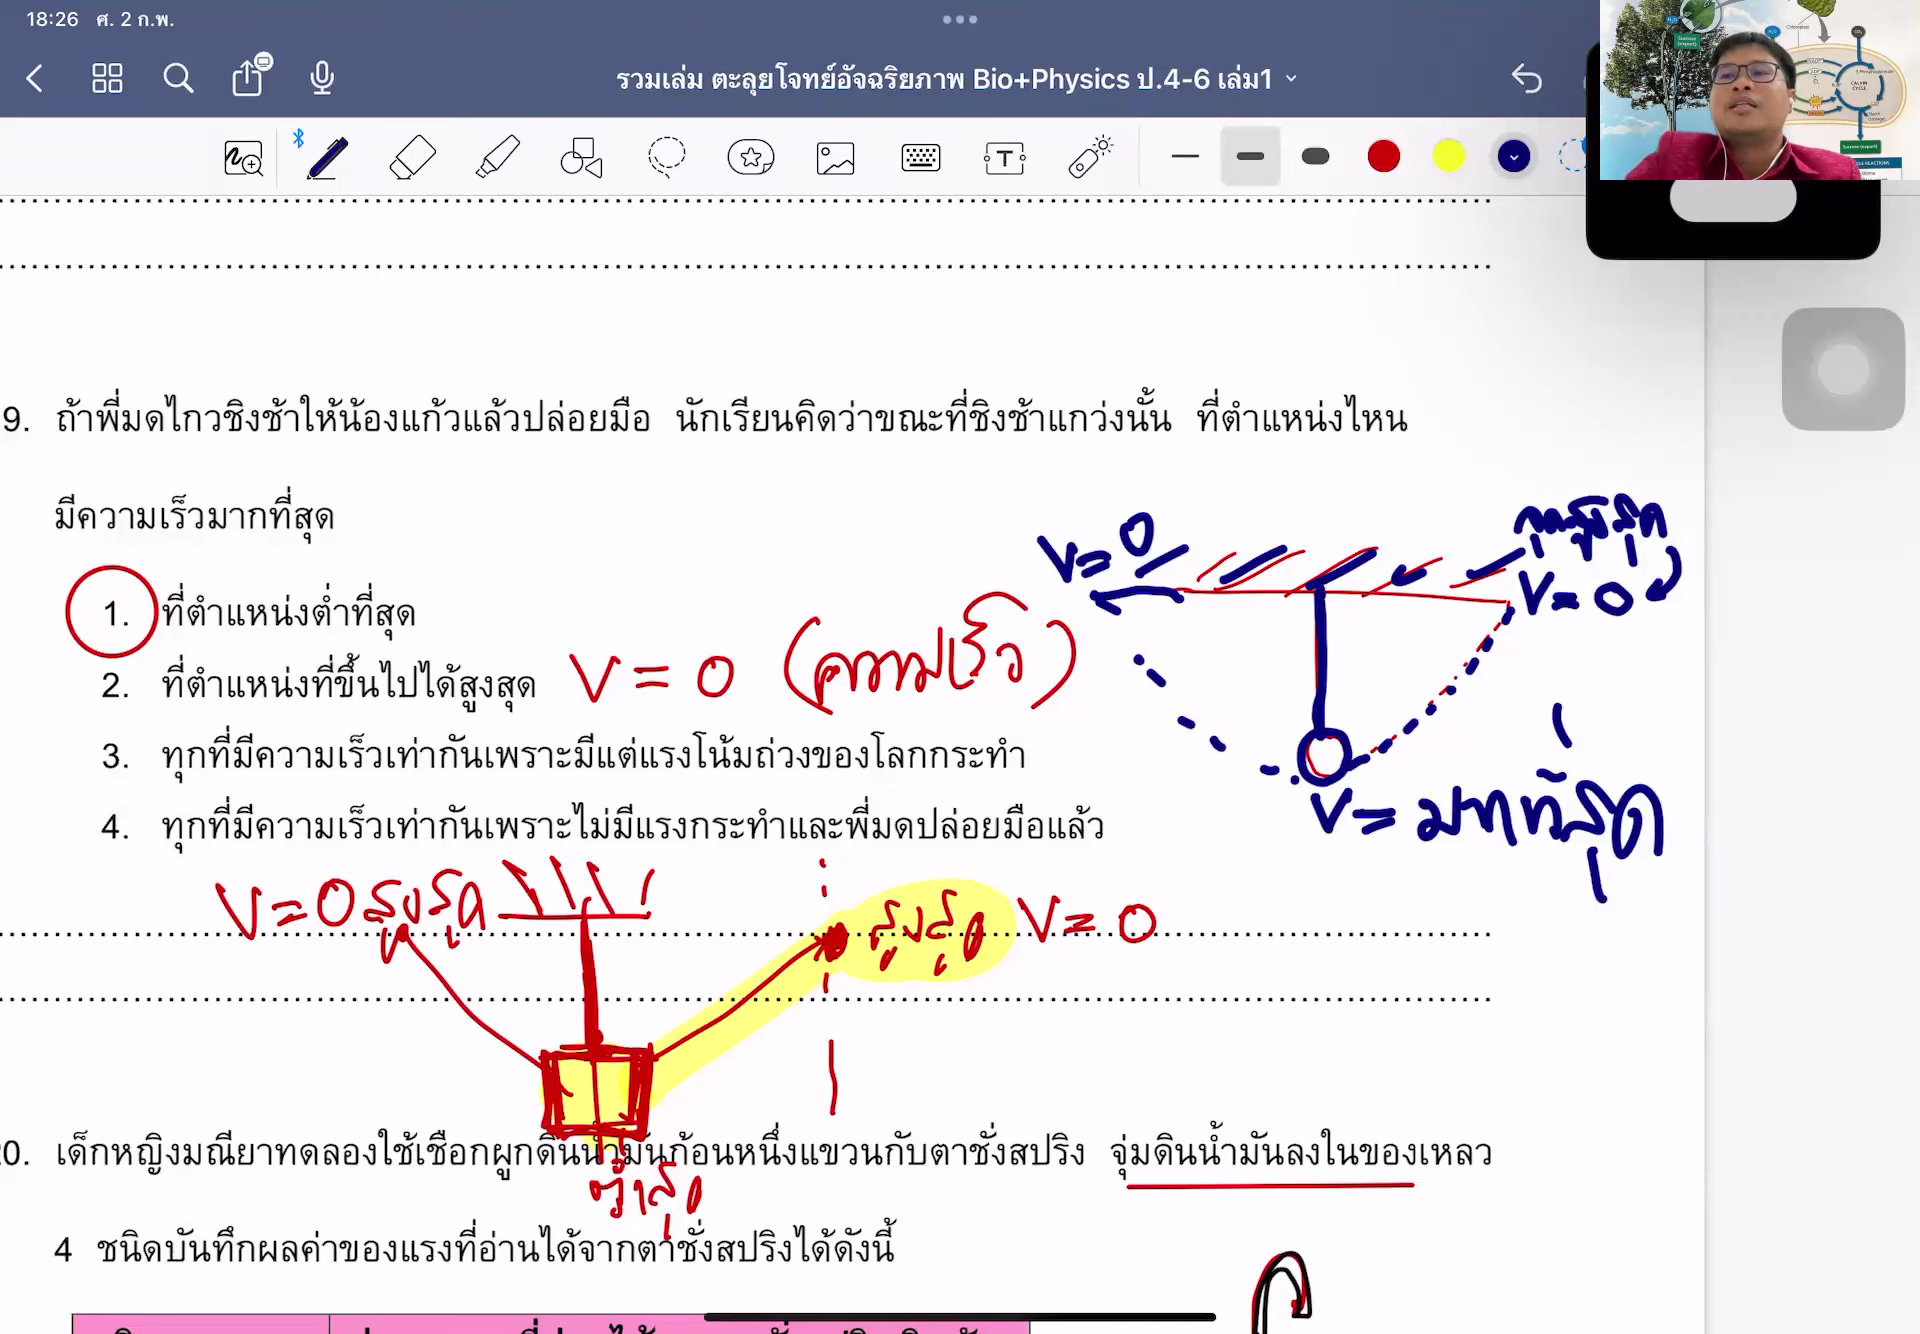 18:26 ศ. 2 ก.พ.
รวมเล่ม ตะลุยโจทย์อัจฉริยภาพ Bio+Physics ป.4-6 เล่ม1
9. ถ้าพี่มดไกวชิงช้าให้น้องแก้วแล้วปล่อยมือ นักเรียนคิดว่าขณะที่ชิงช้าแกว่งนั้น ที่ตำแหน่งไหน
มีความเร็วมากที่สุด
จุดสูงสุด
V=0
V=0
1. ที่ตำแหน่งต่ำที่สุด
2. ที่ตำแหน่งที่ขึ้นไปได้สูงสุด V=0 (ความเร็ว)
3. ทุกที่มีความเร็วเท่ากันเพราะมีแต่แรงโน้มถ่วงของโลกกระทำ
V=
4. ทุกที่มีความเร็วเท่ากันเพราะไม่มีแรงกระทำและพี่มดปล่อยมือแล้ว
V=0 สูงสุด
สูงสุด V=0
20. เด็กหญิงมณียาทดลองใช้เชือกผูกดินน้ำมันก้อนหนึ่งแขวนกับตาชั่งสปริง จุ่มดินน้ำมันลงในของเหลว
ต่ำสุด
4 ชนิดบันทึกผลค่าของแรงที่อ่านได้จากตาชั่งสปริงได้ดังนี้